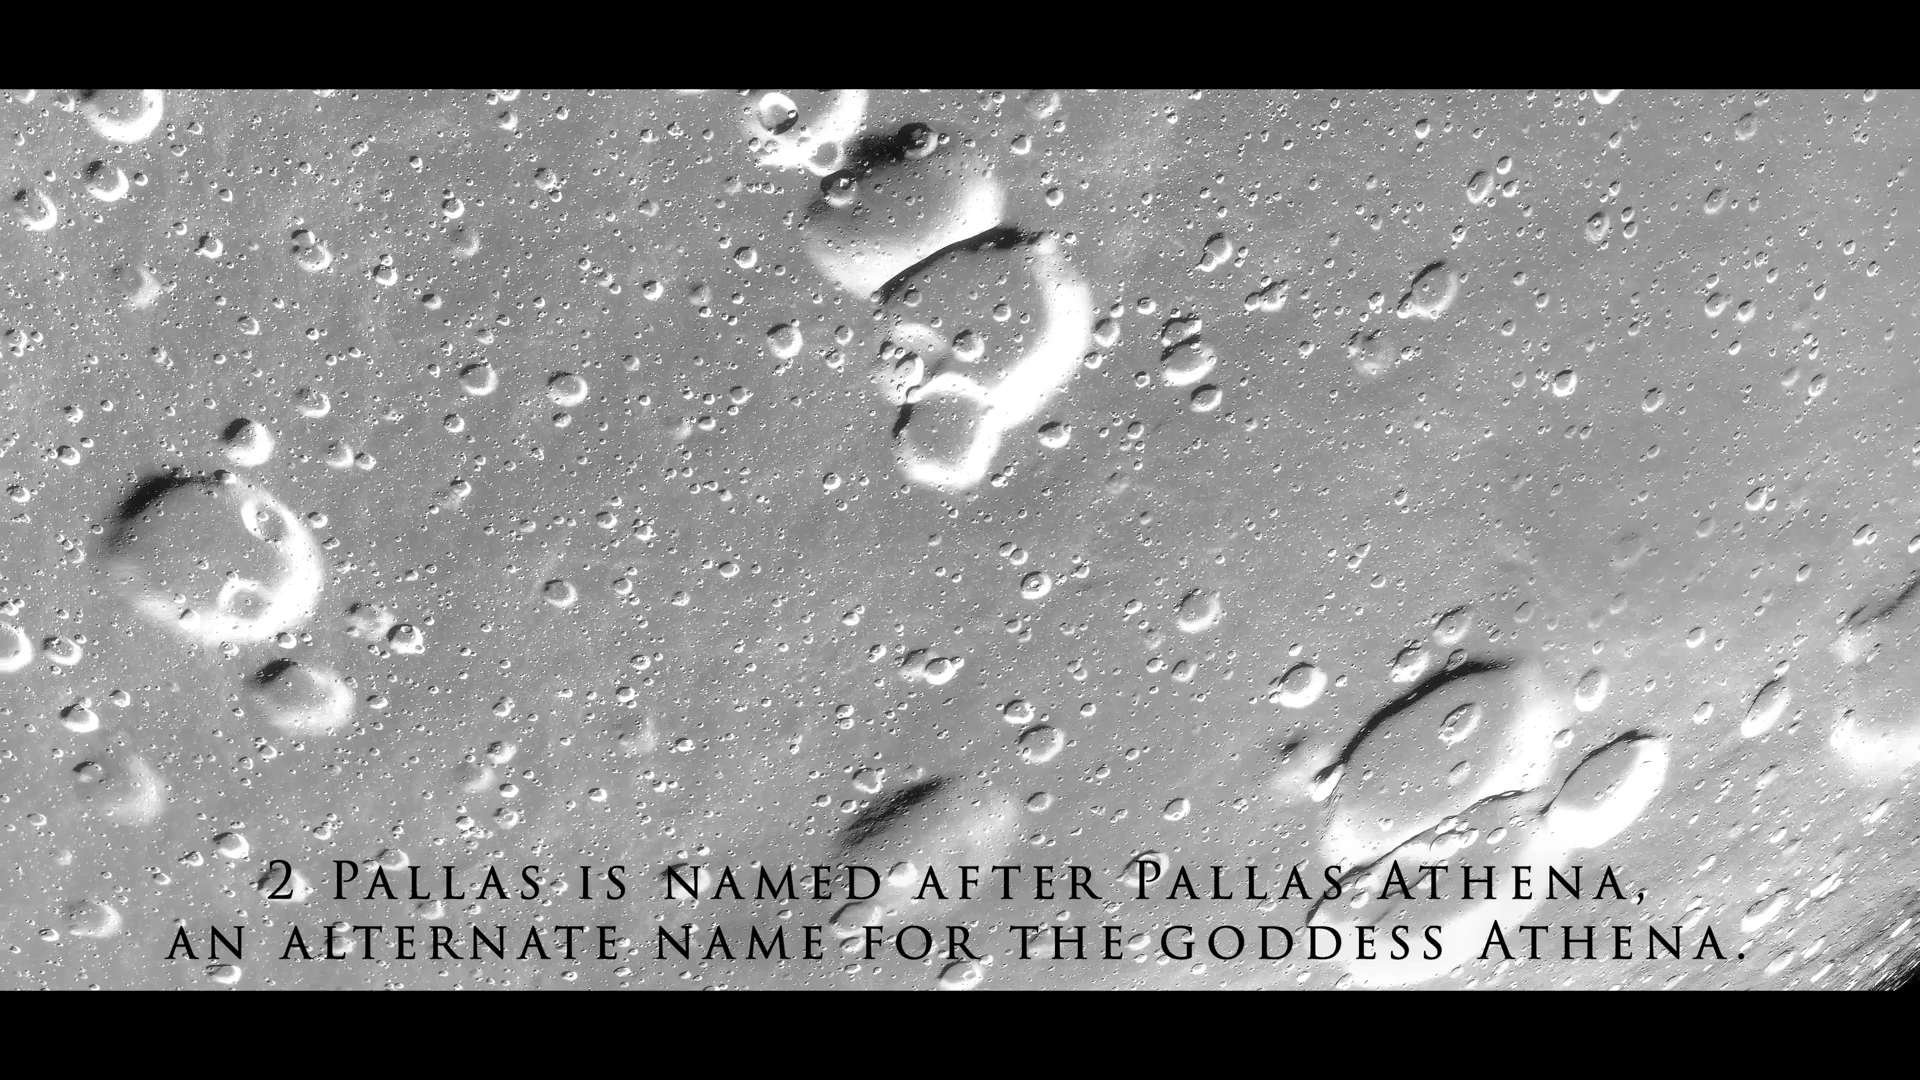 2 Pallas is named after Pallas Athena,
an alternate name for the goddess Athena.